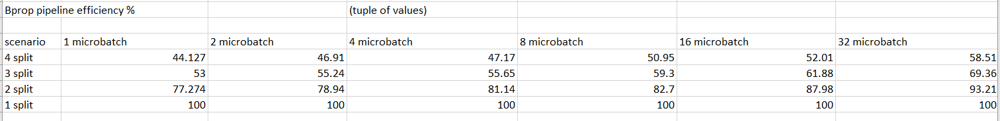 Bprop pipeline efficiency % (tuple of values)
scenario 1 microbatch 2 microbatch 4 microbatch 8 microbatch 16 microbatch 32 microbatch
4 split 44.127 46.91 47.17 50.95 52.01 58.51
3 split 53 55.24 55.65 59.3 61.88 69.36
2 split 77.274 78.94 81.14 82.7 87.98 93.21
1 split 100 100 100 100 100 100